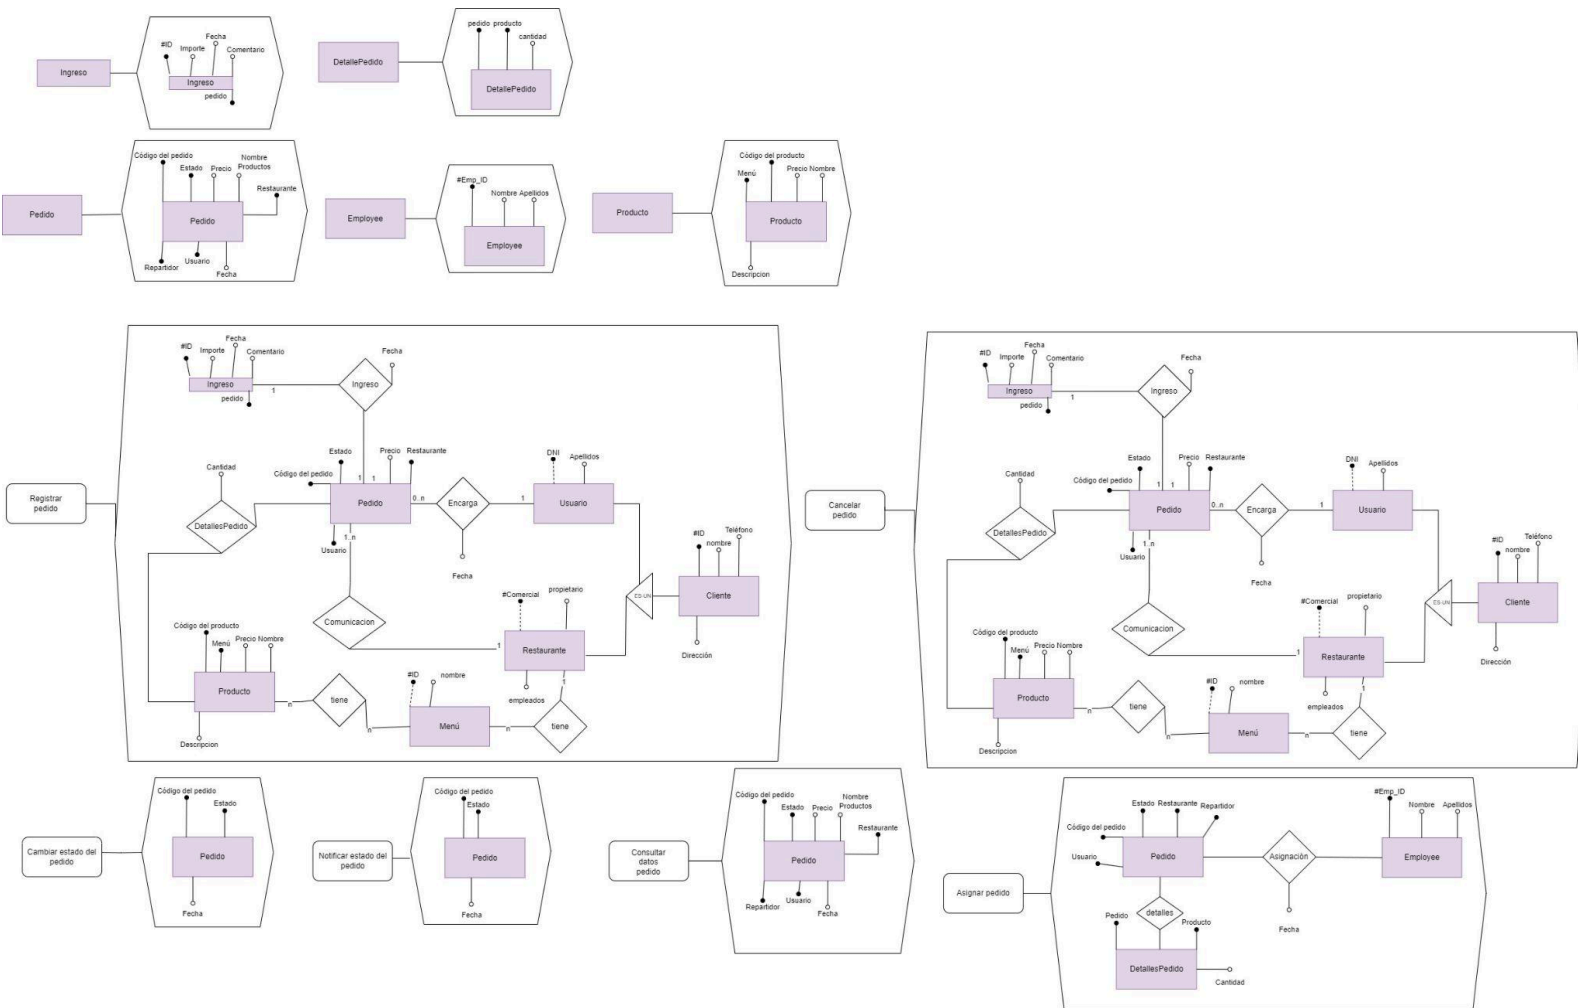 #ID
Importe
Fecha
Comentario
Ingreso
Ingreso
pedido
pedido producto
cantidad
DetallePedido
DetallePedido
Código del pedido
Estado
Precio
Nombre
Productos
Restaurante
Pedido
Pedido
Repartidor
Usuario
Fecha
#Emp_ID
Nombre Apellidos
Employee
Employee
Código del producto
Menú
Precio Nombre
Producto
Producto
Descripcion
Registrar
pedido
#ID
Importe
Fecha
Comentario
Ingreso
pedido
1
Ingreso
Fecha
Cantidad
DetallesPedido
Código del pedido
Estado
1
1
Precio
Restaurante
Pedido
Usuario
1..n
0..n
Encarga
Fecha
1
DNI
Apellidos
Usuario
ES-UN
#ID
nombre
Teléfono
Cliente
Dirección
Comunicacion
1
#Comercial
propietario
Restaurante
empleados
1
Código del producto
Menú
Precio Nombre
Producto
Descripcion
n
tiene
n
#ID
nombre
Menú
n
tiene
Cancelar
pedido
#ID
Importe
Fecha
Comentario
Ingreso
pedido
1
Ingreso
Fecha
Cantidad
DetallesPedido
Código del pedido
Estado
1
1
Precio
Restaurante
Pedido
Usuario
1..n
0..n
Encarga
Fecha
1
DNI
Apellidos
Usuario
ES-UN
#ID
nombre
Teléfono
Cliente
Dirección
Comunicacion
1
#Comercial
propietario
Restaurante
empleados
1
Código del producto
Menú
Precio Nombre
Producto
Descripcion
n
tiene
n
#ID
nombre
Menú
n
tiene
Cambiar estado del
pedido
Código del pedido
Estado
Pedido
Fecha
Notificar estado del
pedido
Código del pedido
Estado
Pedido
Fecha
Consultar
datos
pedido
Código del pedido
Estado
Precio
Nombre
Productos
Restaurante
Pedido
Repartidor
Usuario
Fecha
Asignar pedido
Código del pedido
Estado
Restaurante
Repartidor
Usuario
Pedido
Asignación
Fecha
#Emp_ID
Nombre
Apellidos
Employee
detalles
Pedido
Producto
DetallesPedido
Cantidad